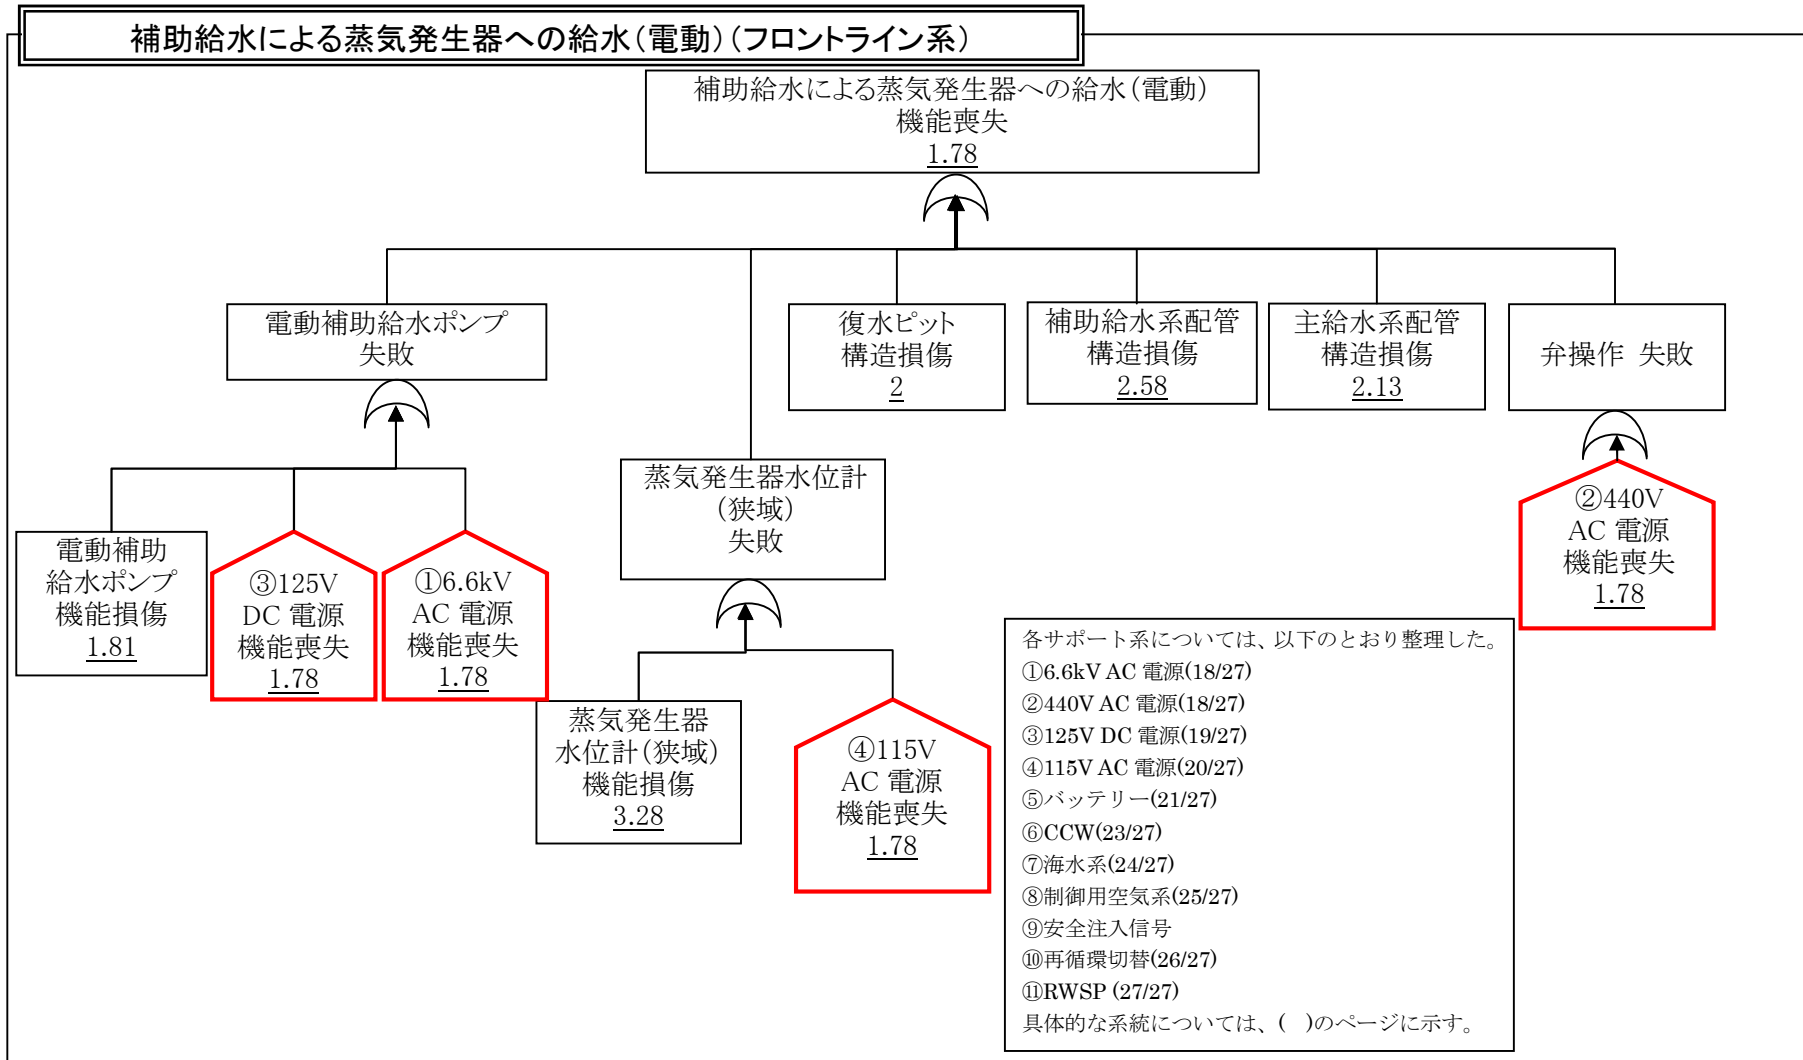 補助給水による蒸気発生器への給水(電動)(フロントライン系)
補助給水による蒸気発生器への給水(電動)
機能喪失
1.78
電動補助給水ポンプ
失敗
復水ピット
構造損傷
2
補助給水系配管
構造損傷
2.58
主給水系配管
構造損傷
2.13
弁操作 失敗
蒸気発生器水位計
(狭域)
失敗
②440V
AC 電源
機能喪失
1.78
電動補助
給水ポンプ
機能損傷
1.81
③125V
DC 電源
機能喪失
1.78
①6.6kV
AC 電源
機能喪失
1.78
蒸気発生器
水位計(狭域)
機能損傷
3.28
④115V
AC 電源
機能喪失
1.78
各サポート系については、以下のとおり整理した。
①6.6kV AC 電源(18/27)
②440V AC 電源(18/27)
③125V DC 電源(19/27)
④115V AC 電源(20/27)
⑤バッテリー(21/27)
⑥CCW(23/27)
⑦海水系(24/27)
⑧制御用空気系(25/27)
⑨安全注入信号
⑩再循環切替(26/27)
⑪RWSP (27/27)
具体的な系統については、( )のページに示す。